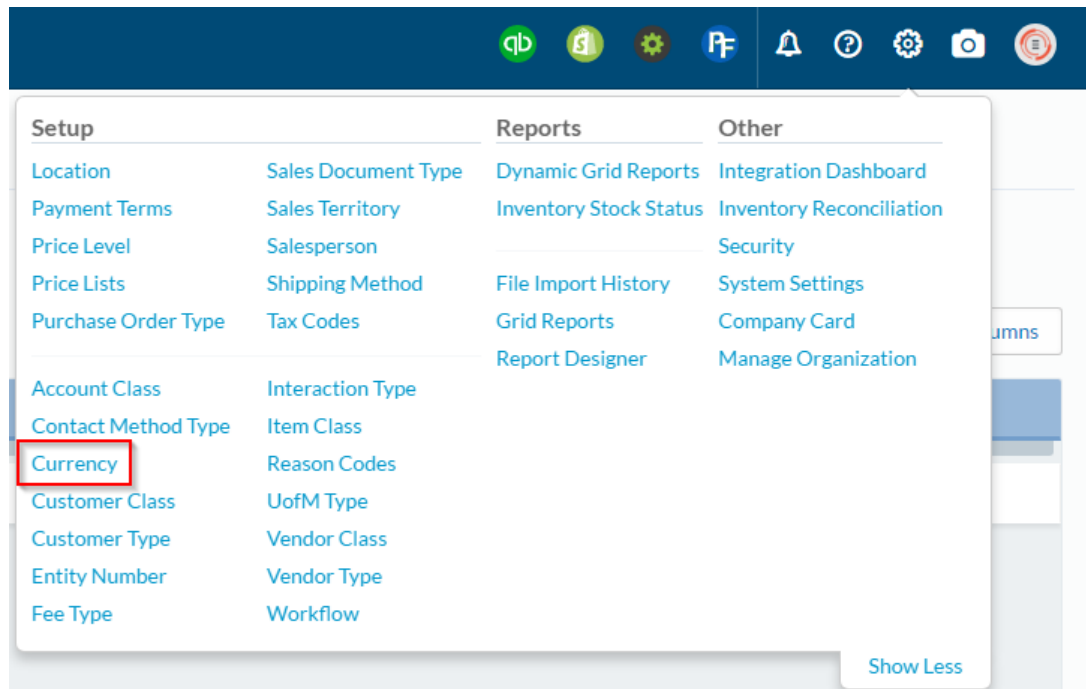 qb
S
PF
Setup
Location
Payment Terms
Price Level
Price Lists
Purchase Order Type
Sales Document Type
Sales Territory
Salesperson
Shipping Method
Tax Codes
Account Class
Contact Method Type
Currency
Customer Class
Customer Type
Entity Number
Fee Type
Interaction Type
Item Class
Reason Codes
UofM Type
Vendor Class
Vendor Type
Workflow
Reports
Dynamic Grid Reports
Inventory Stock Status
File Import History
Grid Reports
Report Designer
Other
Integration Dashboard
Inventory Reconciliation
Security
System Settings
Company Card
Manage Organization
umns
Show Less